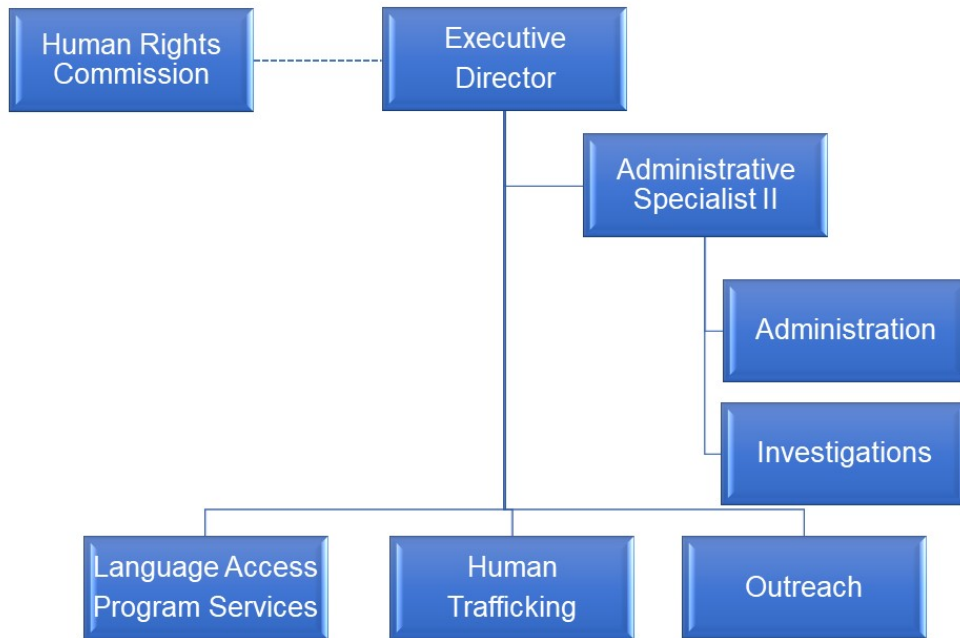 Human Rights
Commission
Executive
Director
Administrative
Specialist II
Administration
Investigations
Language Access
Program Services
Human
Trafficking
Outreach